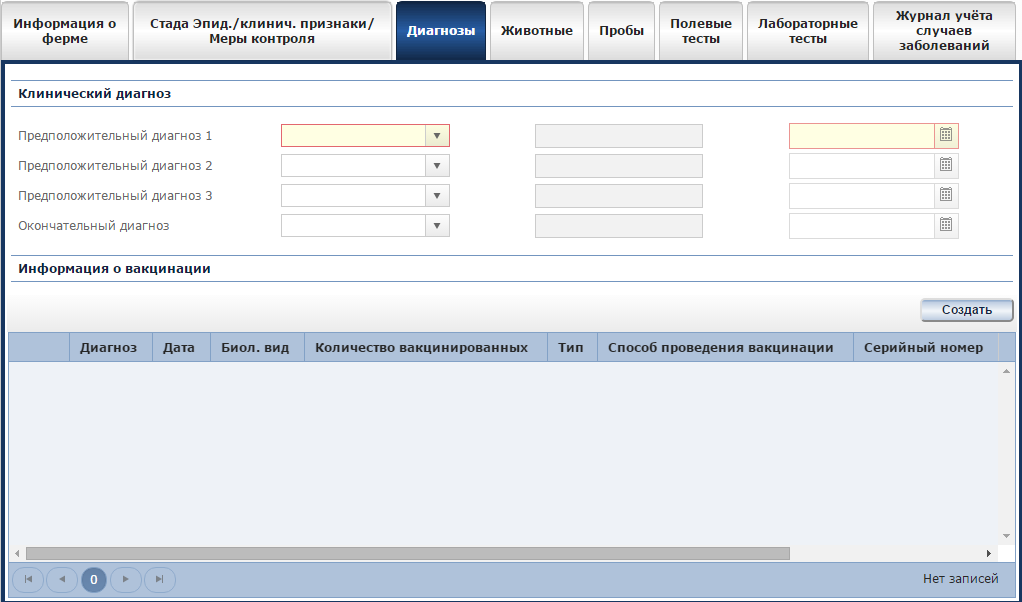 Информация о
ферме
Стада Эпид./клинич. признаки/
Меры контроля
Диагнозы
Животные
Пробы
Полевые
тесты
Лабораторные
тесты
Журнал учёта
случаев
заболеваний
Клинический диагноз
Предположительный диагноз 1
Предположительный диагноз 2
Предположительный диагноз 3
Окончательный диагноз
Информация о вакцинации
Создать
Диагноз Дата Биол. вид Количество вакцинированных Тип Способ проведения вакцинации Серийный номер
0
Нет записей